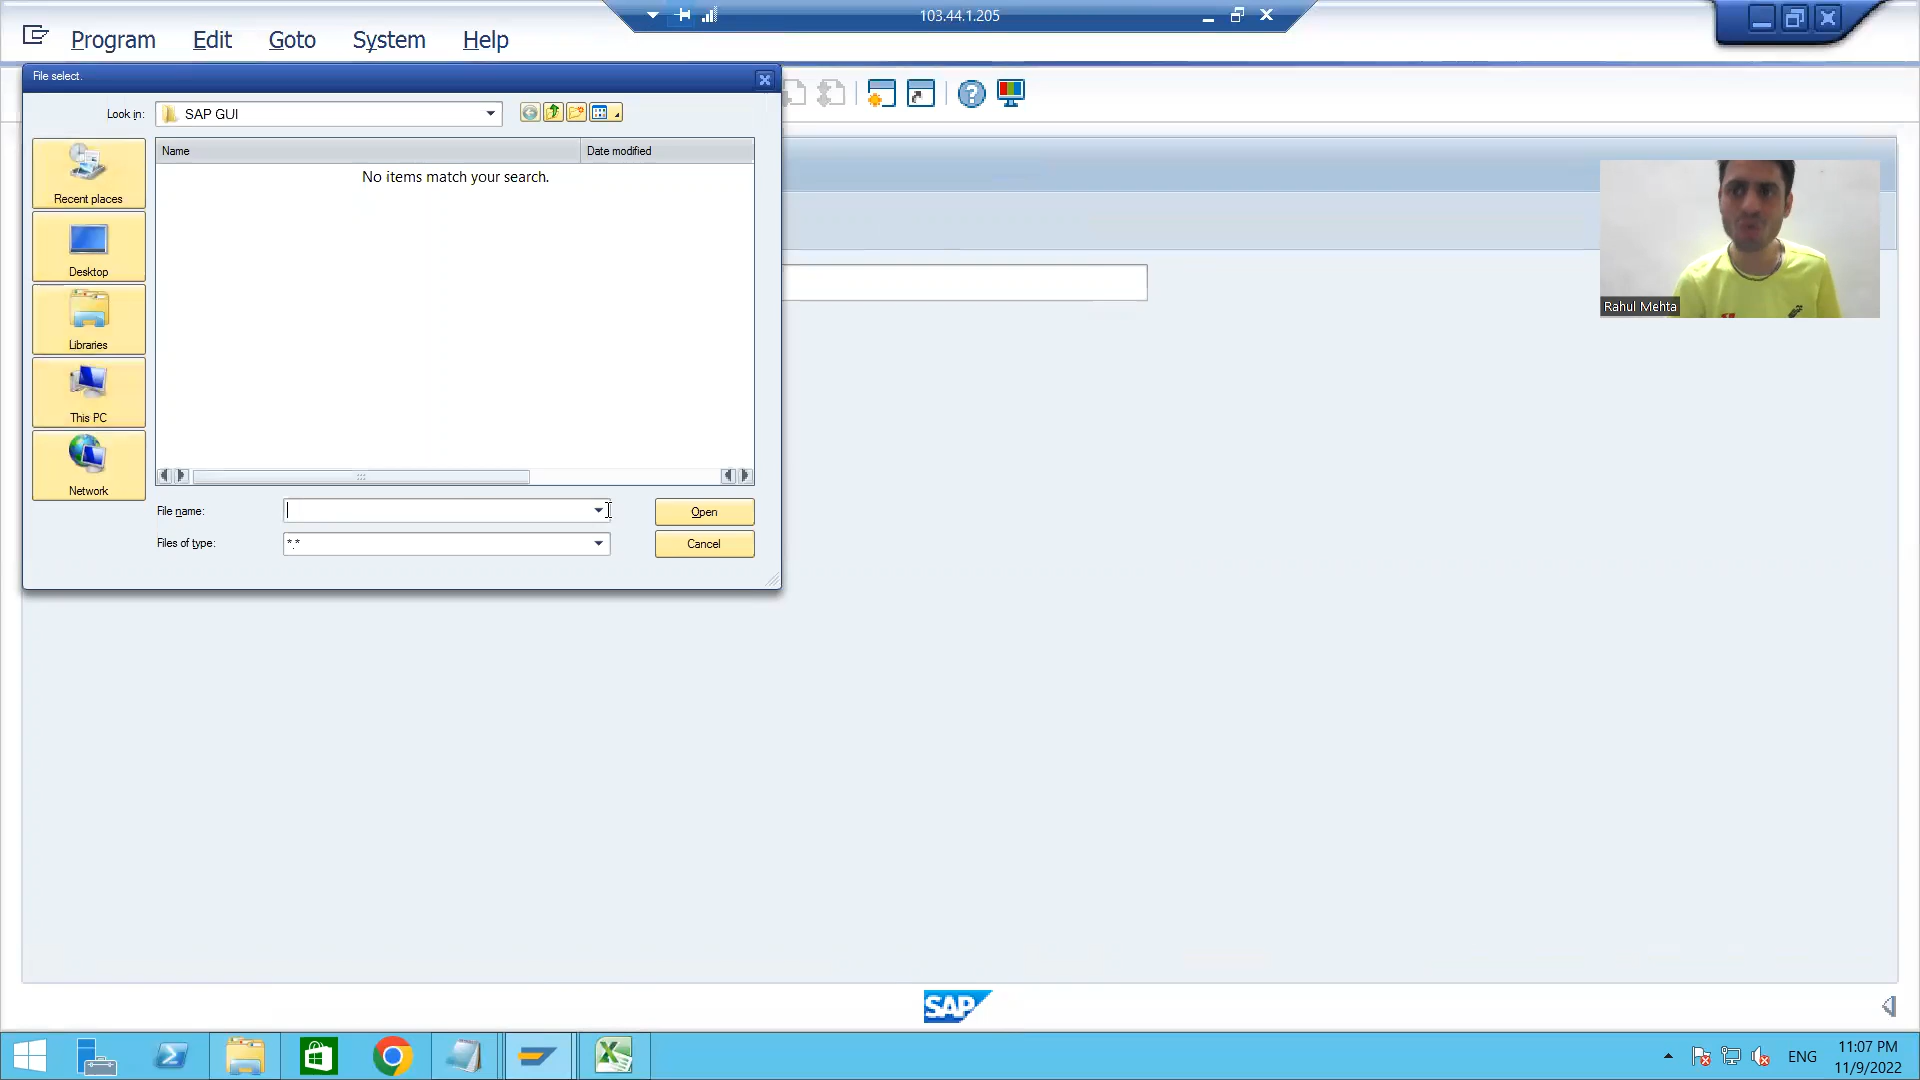 103.44.1.205
Program Edit Goto System Help
File select.
Look in: SAP GUI
Name Date modified
No items match your search.
Recent places
Desktop
Libraries
This PC
Network
File name: Open
Files of type: *.* Cancel
Rahul Mehta
SAP
ENG 11:07 PM
11/9/2022